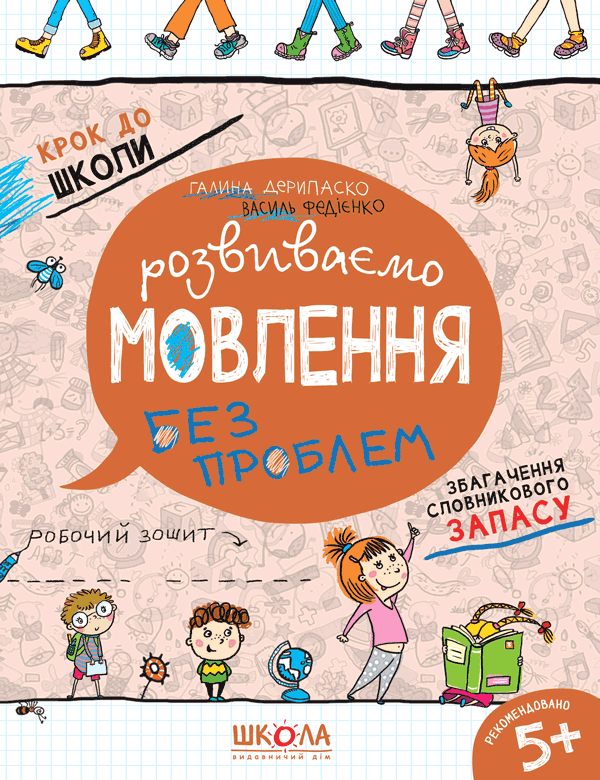 КРОК ДО
ШКОЛИ
ГАЛИНА ДЕРИПАСКО
ВАСИЛЬ ФЕДІЄНКО
розвиваємо
МОВЛЕННЯ
БЕЗ
ПРОБЛЕМ
ЗБАГАЧЕННЯ
СЛОВНИКОВОГО
ЗАПАСУ
РОБОЧИЙ ЗОШИТ
РЕКОМЕНДОВАНО
5+
ШКОЛА
видавничий дім